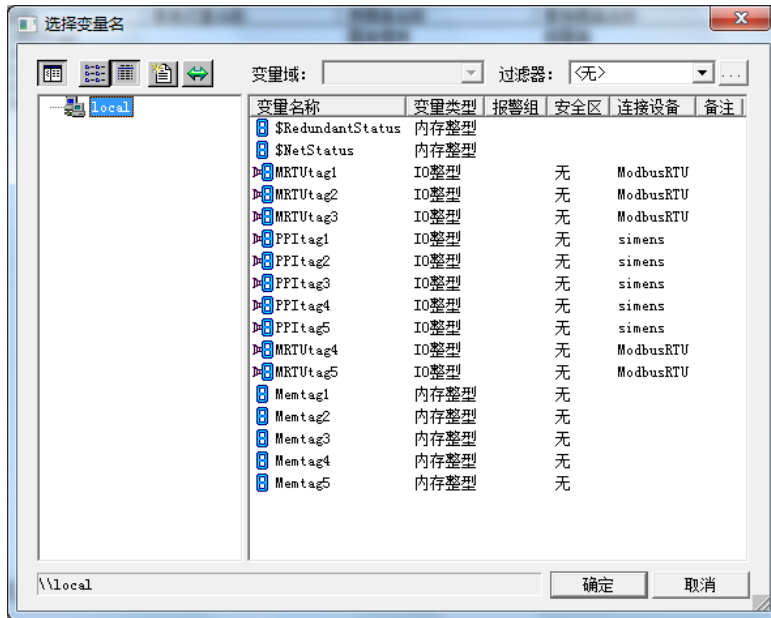 选择变量名
变量域： 过滤器： <无> ...
local
变量名称 变量类型 报警组 安全区 连接设备 备注
$RedundantStatus 内存整型
$NetStatus 内存整型
MRTUtag1 IO整型 无 ModbusRTU
MRTUtag2 IO整型 无 ModbusRTU
MRTUtag3 IO整型 无 ModbusRTU
PPItag1 IO整型 无 simens
PPItag2 IO整型 无 simens
PPItag3 IO整型 无 simens
PPItag4 IO整型 无 simens
PPItag5 IO整型 无 simens
MRTUtag4 IO整型 无 ModbusRTU
MRTUtag5 IO整型 无 ModbusRTU
Memtag1 内存整型 无
Memtag2 内存整型 无
Memtag3 内存整型 无
Memtag4 内存整型 无
Memtag5 内存整型 无
\\local 确定 取消